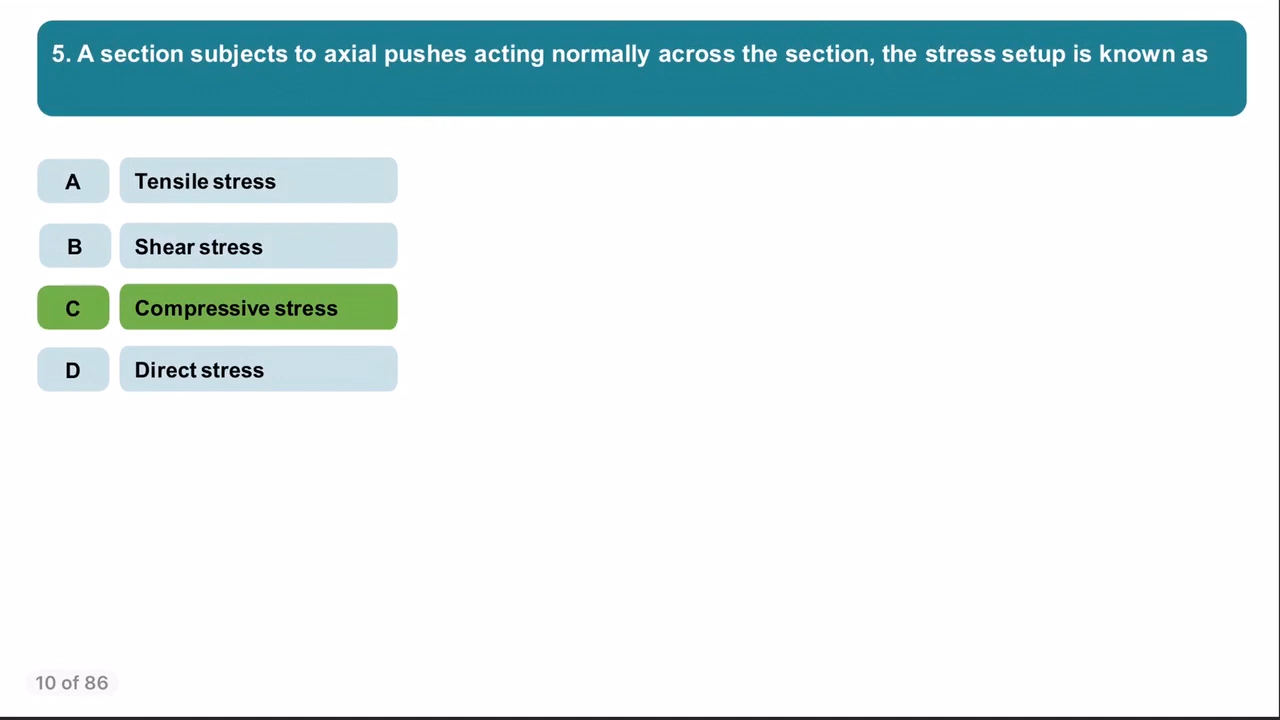 5. A section subjects to axial pushes acting normally across the section, the stress setup is known as
A Tensile stress
B Shear stress
C Compressive stress
D Direct stress
10 of 86